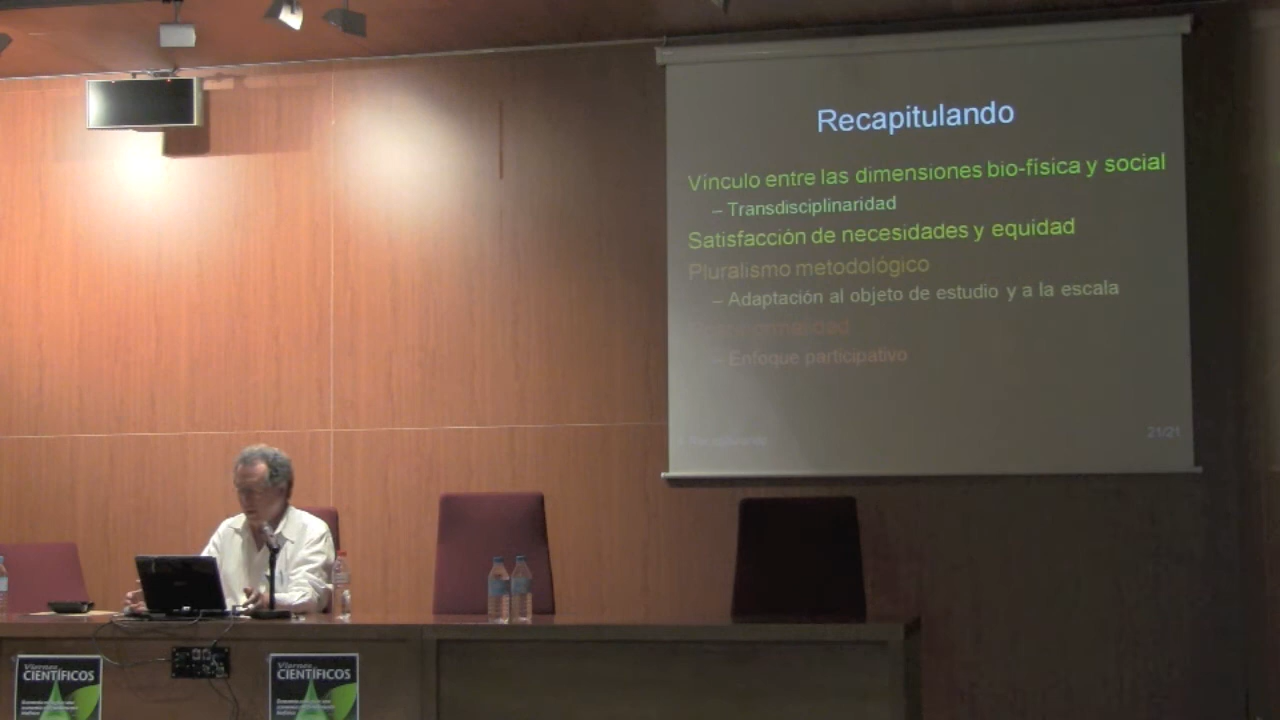 Recapitulando
Vínculo entre las dimensiones bio-física y social
– Transdisciplinaridad
Satisfacción de necesidades y equidad
Pluralismo metodológico
– Adaptación al objeto de estudio y a la escala
– Enfoque participativo
Recapitulando
21/21
Viernes
CIENTÍFICOS
Viernes
CIENTÍFICOS